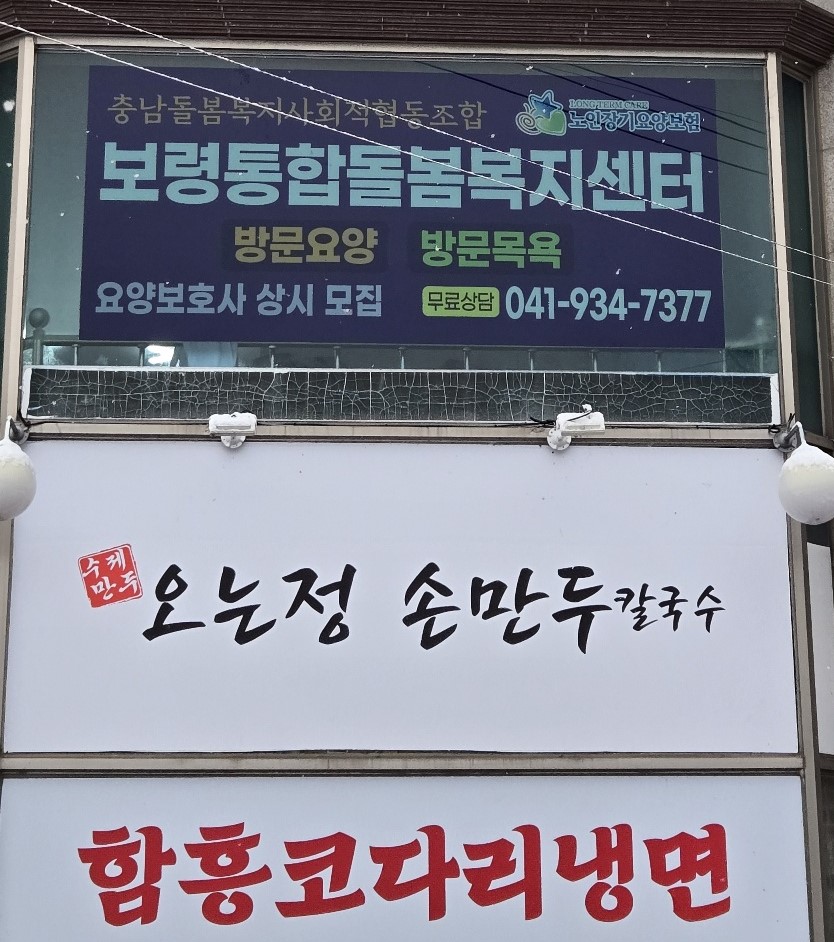 충남돌봄복지사회적협동조합
LONG TERM CARE
노인장기요양보험
보령통합돌봄복지센터
방문요양 방문목욕
요양보호사 상시 모집 무료상담 041-934-7377
수제
만두
오는정 손만두칼국수
함흥코다리냉면